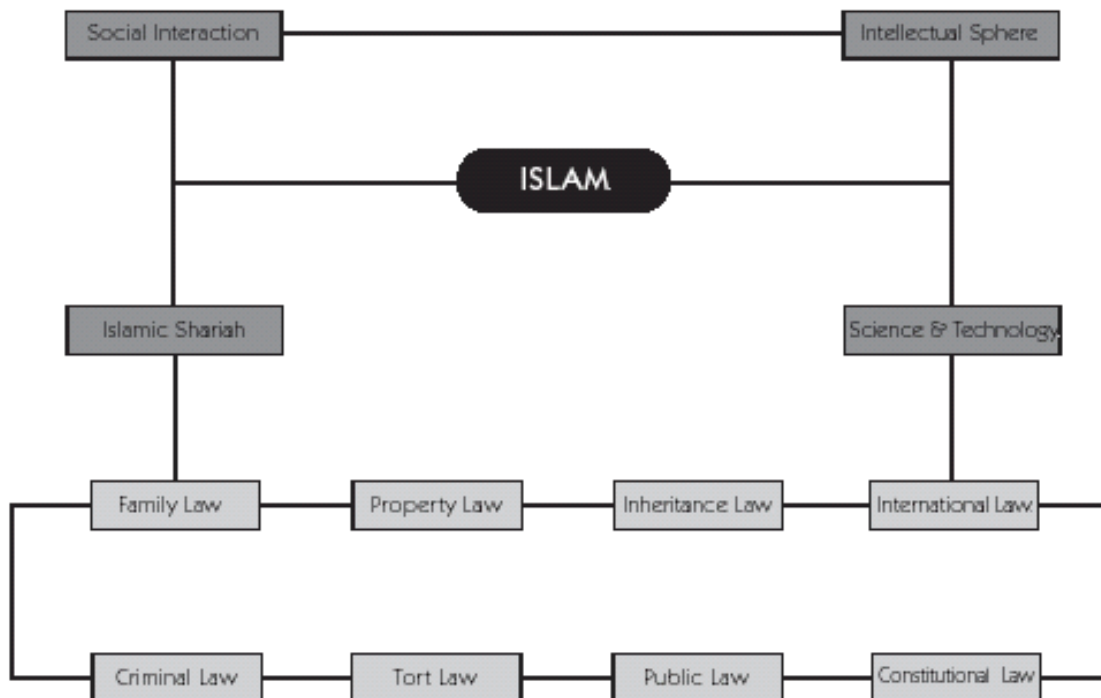 Social Interaction
Intellectual Sphere
ISLAM
Islamic Shariah
Science & Technology
Family Law
Property Law
Inheritance Law
International Law
Criminal Law
Tort Law
Public Law
Constitutional Law